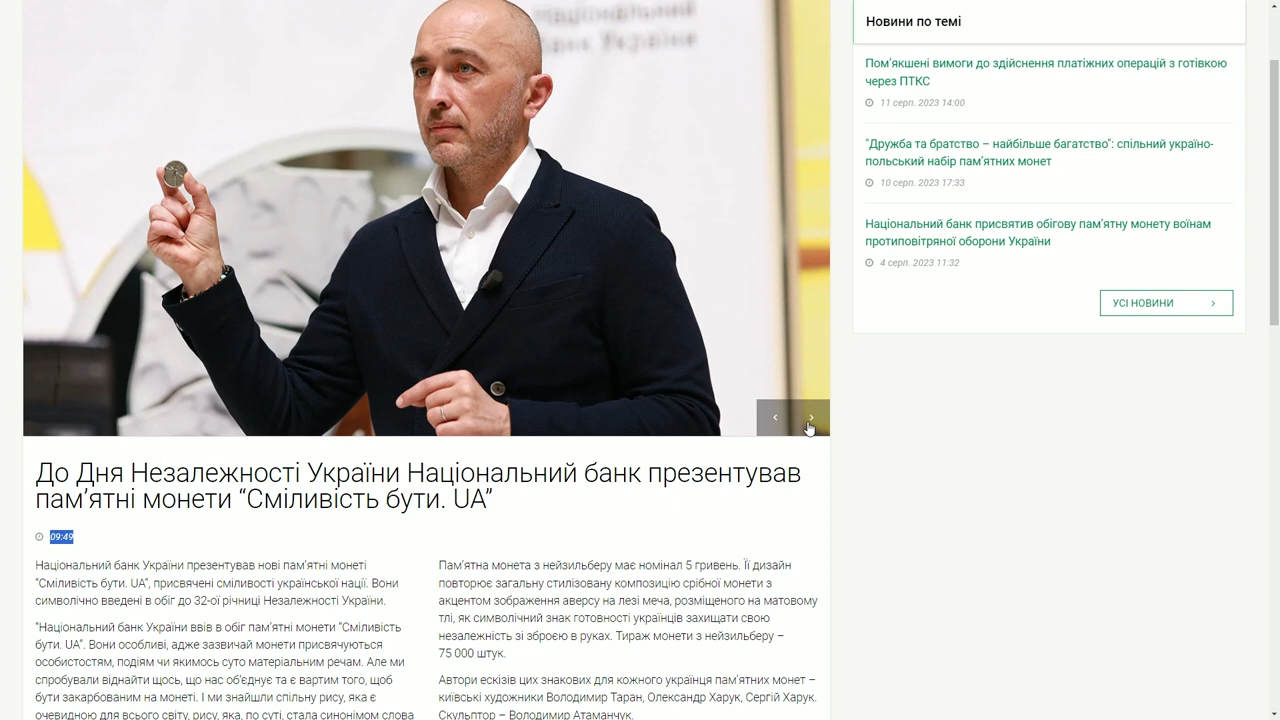 Національний
Банк України
До Дня Незалежності України Національний банк презентував
пам’ятні монети “Сміливість бути. UA”
09:49
Національний банк України презентував нові пам’ятні монети
“Сміливість бути. UA”, присвячені сміливості української нації. Вони
символічно введені в обіг до 32-ої річниці Незалежності України.
“Національний банк України ввів в обіг пам’ятні монети “Сміливість
бути. UA”. Вони особливі, адже зазвичай монети присвячуються
особистостям, подіям чи якимось суто матеріальним речам. Але ми
спробували віднайти щось, що нас об’єднує та є вартим того, щоб
бути закарбованим на монеті. І ми знайшли спільну рису, яка є
очевидною для всього світу, рису, яка, по суті, стала синонімом слова
Пам’ятна монета з нейзильберу має номінал 5 гривень. Її дизайн
повторює загальну стилізовану композицію срібної монети з
акцентом зображення аверсу на лезі меча, розміщеного на матовому
тлі, як символічний знак готовності українців захищати свою
незалежність зі зброєю в руках. Тираж монети з нейзильберу –
75 000 штук.
Автори ескізів цих знакових для кожного українця пам’ятних монет –
київські художники Володимир Таран, Олександр Харук, Сергій Харук.
Скульптор – Володимир Атаманчук.
Новини по темі
Пом’якшені вимоги до здійснення платіжних операцій з готівкою
через ПТКС
11 серп. 2023 14:00
"Дружба та братство – найбільше багатство": спільний україно-
польський набір пам’ятних монет
10 серп. 2023 17:33
Національний банк присвятив обігову пам’ятну монету воїнам
протиповітряної оборони України
4 серп. 2023 11:32
УСІ НОВИНИ